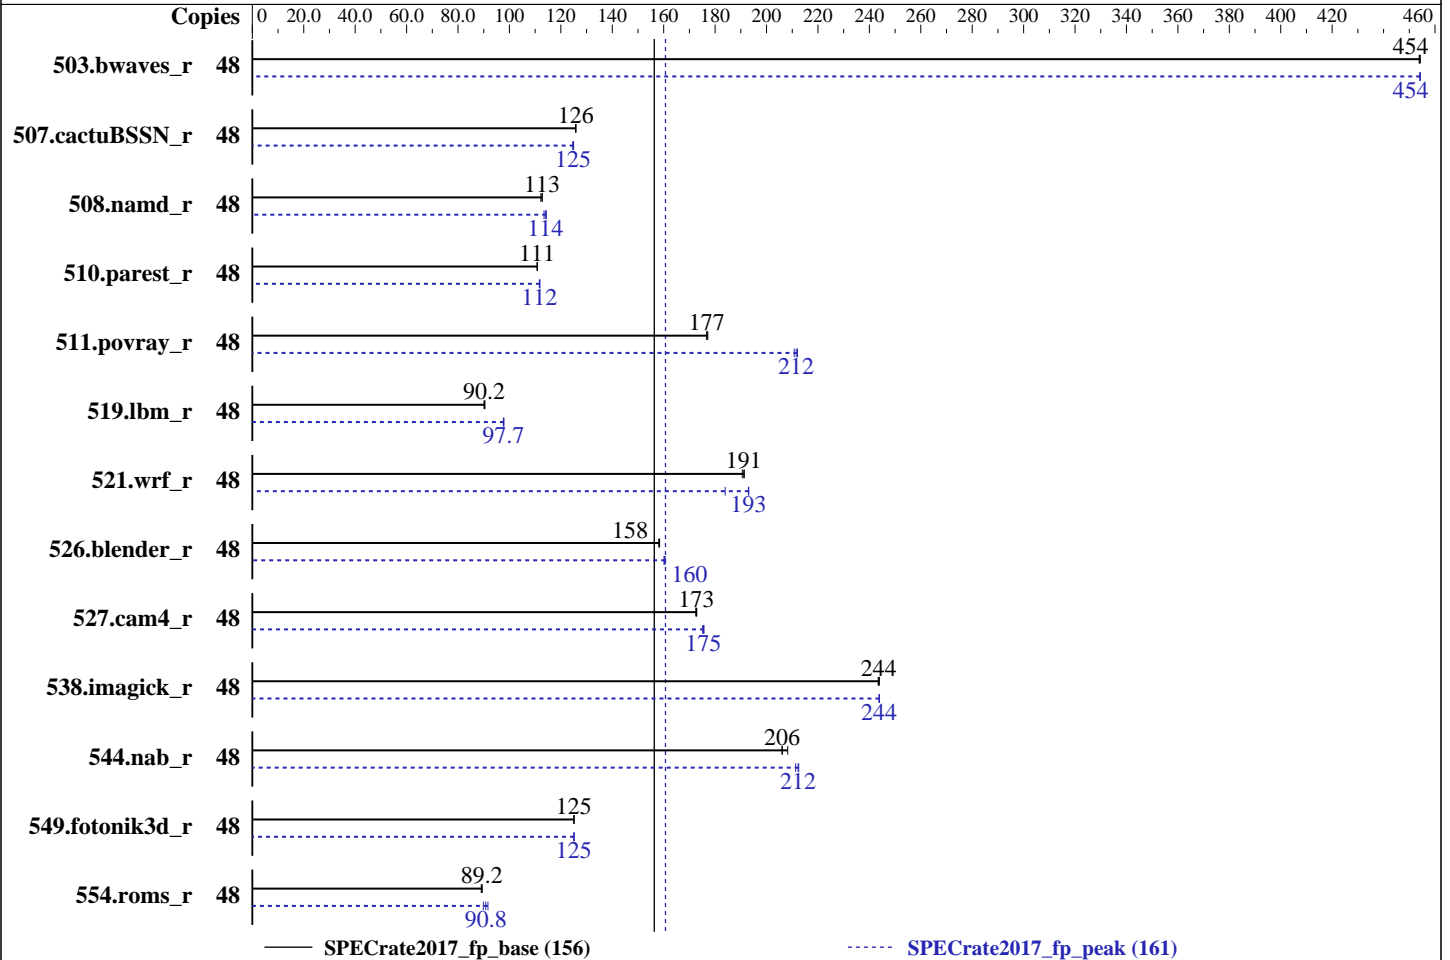 Copies 0 20.0 40.0 60.0 80.0 100 120 140 160 180 200 220 240 260 280 300 320 340 360 380 400 420 460
454
503.bwaves_r 48
454
126
507.cactuBSSN_r 48
125
113
508.namd_r 48
114
111
510.parest_r 48
112
177
511.povray_r 48
212
90.2
519.lbm_r 48
97.7
191
521.wrf_r 48
193
158
526.blender_r 48
160
173
527.cam4_r 48
175
244
538.imagick_r 48
244
206
544.nab_r 48
212
125
549.fotonik3d_r 48
125
89.2
554.roms_r 48
90.8
SPECrate2017_fp_base (156) SPECrate2017_fp_peak (161)